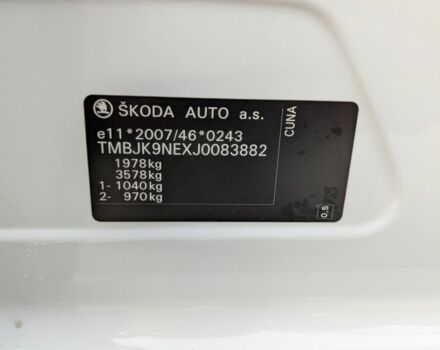 ŠKODA AUTO a.s.
e11*2007/46*0243
TMBJK9NEXJ0083882
1978kg
3578kg
1- 1040kg
2- 970kg
CUNA
0.5